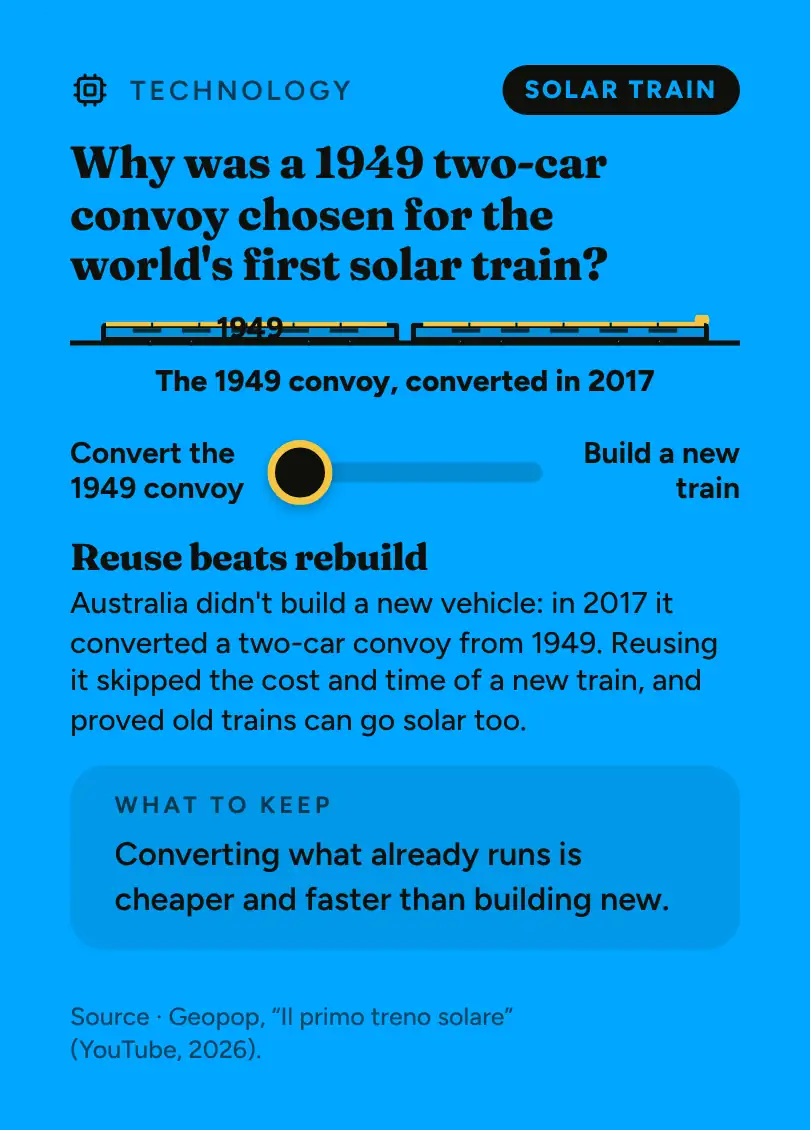 TECHNOLOGY
SOLAR TRAIN
Why was a 1949 two-car
convoy chosen for the
world's first solar train?
1949
The 1949 convoy, converted in 2017
Convert the
1949 convoy
Build a new
train
Reuse beats rebuild
Australia didn't build a new vehicle: in 2017 it
converted a two-car convoy from 1949. Reusing
it skipped the cost and time of a new train, and
proved old trains can go solar too.
WHAT TO KEEP
Converting what already runs is
cheaper and faster than building new.
Source · Geopop, “Il primo treno solare”
(YouTube, 2026).